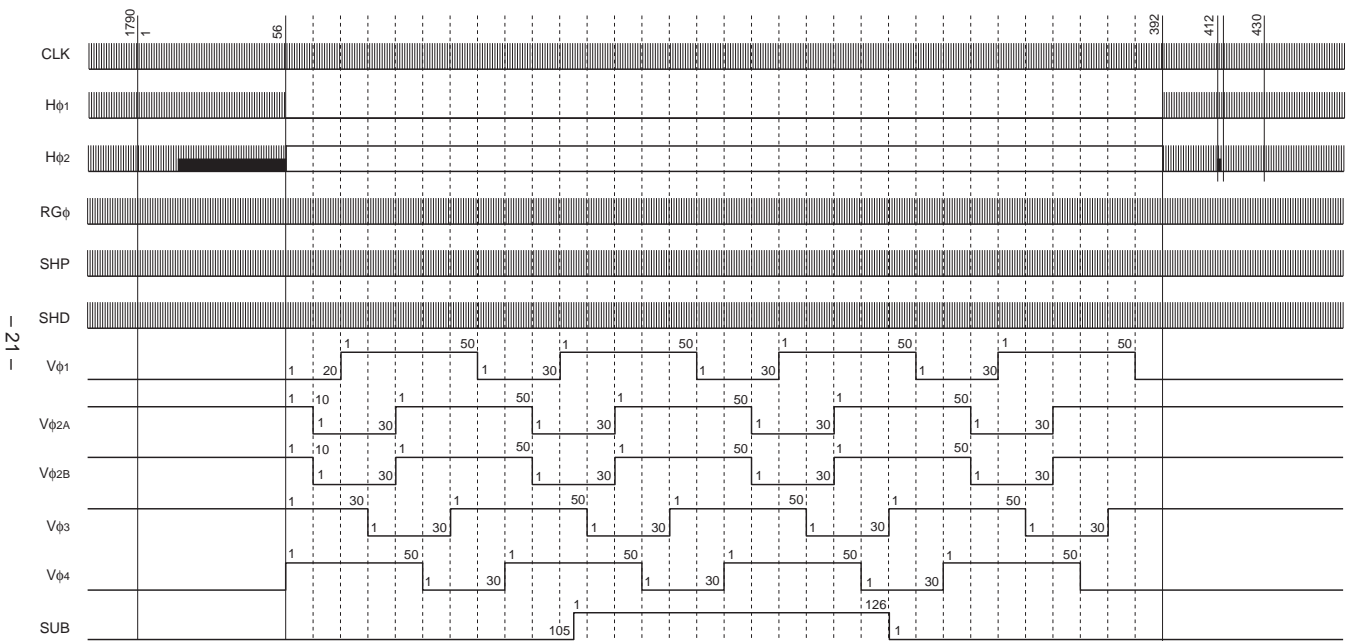 1790
1
56
392
412
430
CLK
Hφ1
Hφ2
RGφ
SHP
SHD
1 50 1 50 1 50 1 50
Vφ1
1 20 1 30 1 30 1 30
1 10 1 50 1 50 1 50
Vφ2A
1 30 1 30 1 30 1 30
1 10 1 50 1 50 1 50
Vφ2B
1 30 1 30 1 30 1 30
1 30 1 50 1 50 1 50
Vφ3
1 30 1 30 1 30 1 30
1 50 1 50 1 50 1 50
Vφ4
1 30 1 30 1 30
1 126
SUB
105 1
– 21 –